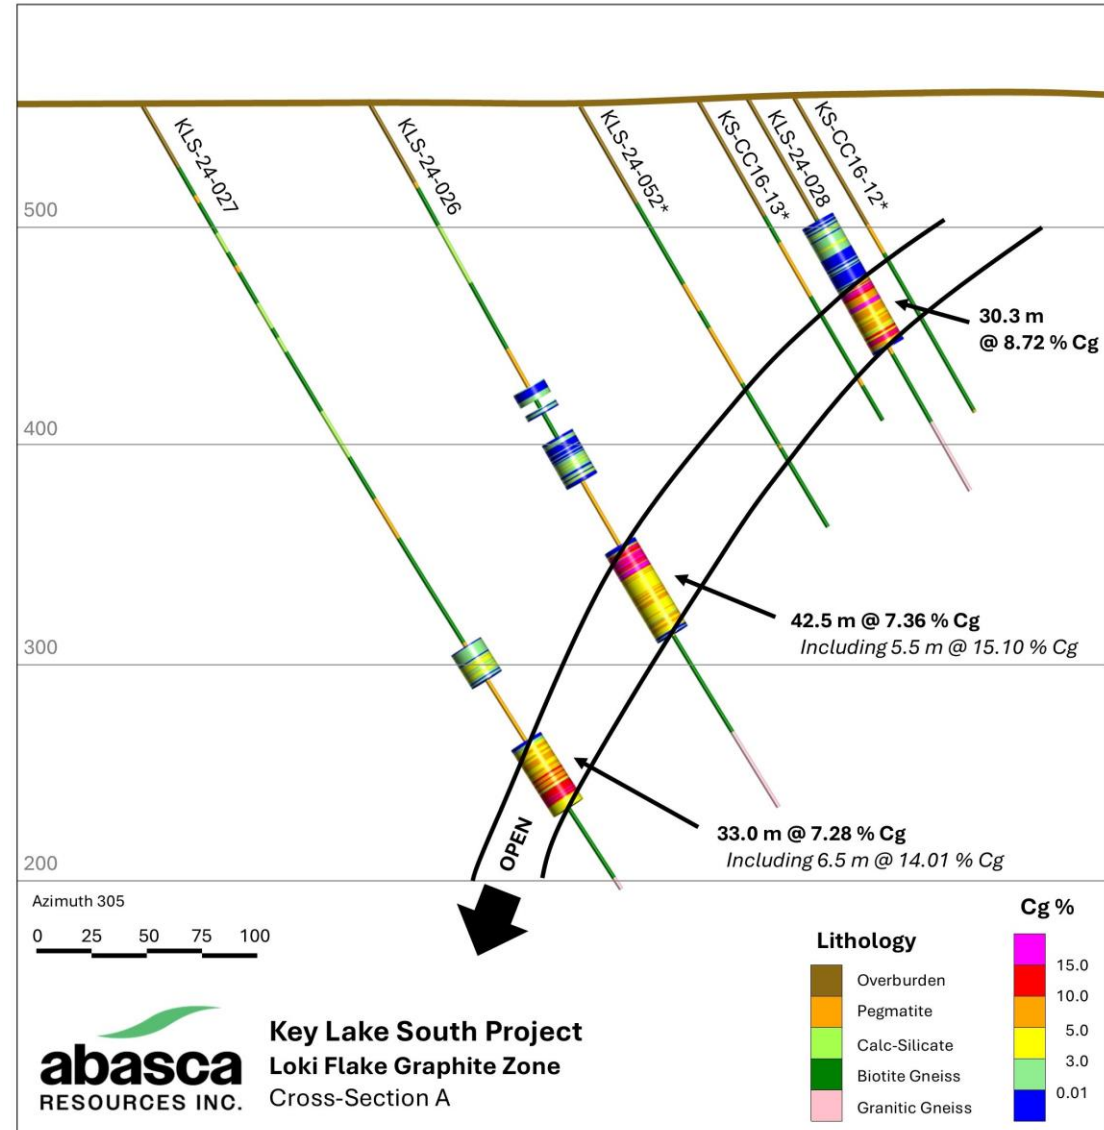 KLS-24-027
KLS-24-026
KLS-24-052*
KS-CC16-13*
KLS-24-028
KS-CC16-12*
500
30.3 m
@ 8.72 % Cg
400
42.5 m @ 7.36 % Cg
Including 5.5 m @ 15.10 % Cg
300
33.0 m @ 7.28 % Cg
Including 6.5 m @ 14.01 % Cg
OPEN
200
Azimuth 305
0 25 50 75 100
Lithology
Overburden
Pegmatite
Calc-Silicate
Biotite Gneiss
Granitic Gneiss
Cg %
15.0
10.0
5.0
3.0
0.01
abasca
RESOURCES INC.
Key Lake South Project
Loki Flake Graphite Zone
Cross-Section A